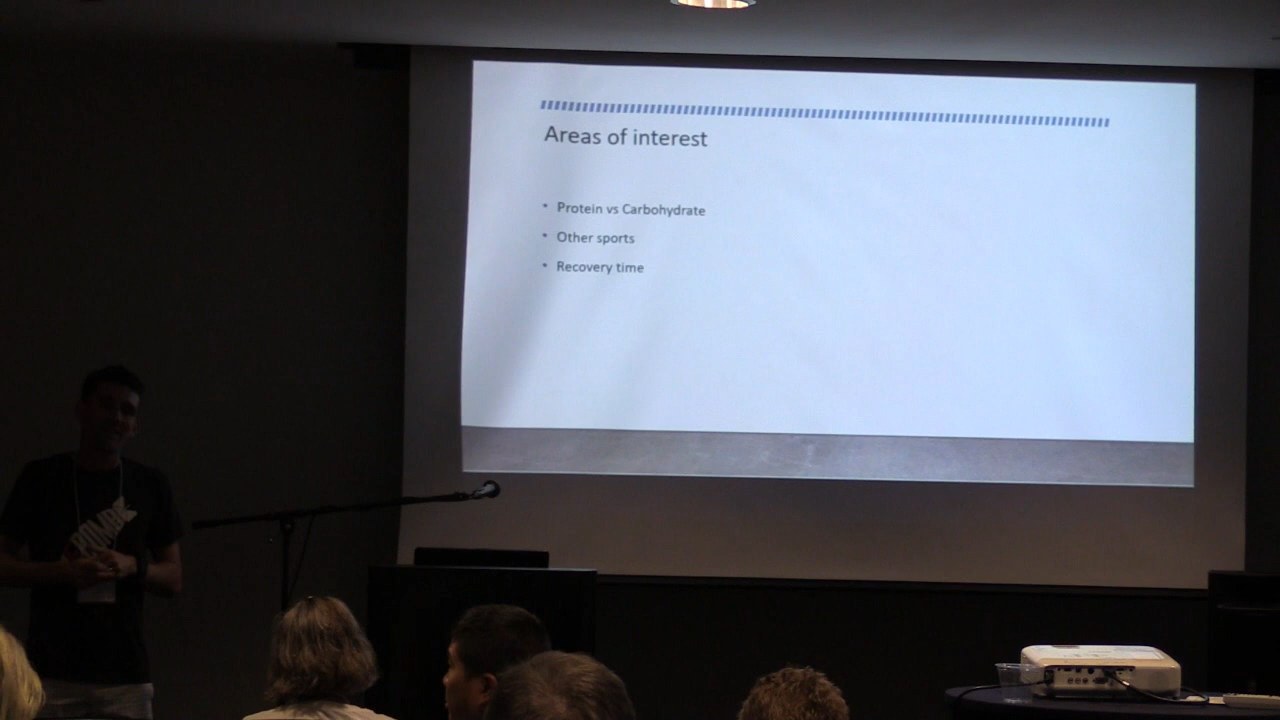 Areas of interest
Protein vs Carbohydrate
Other sports
Recovery time